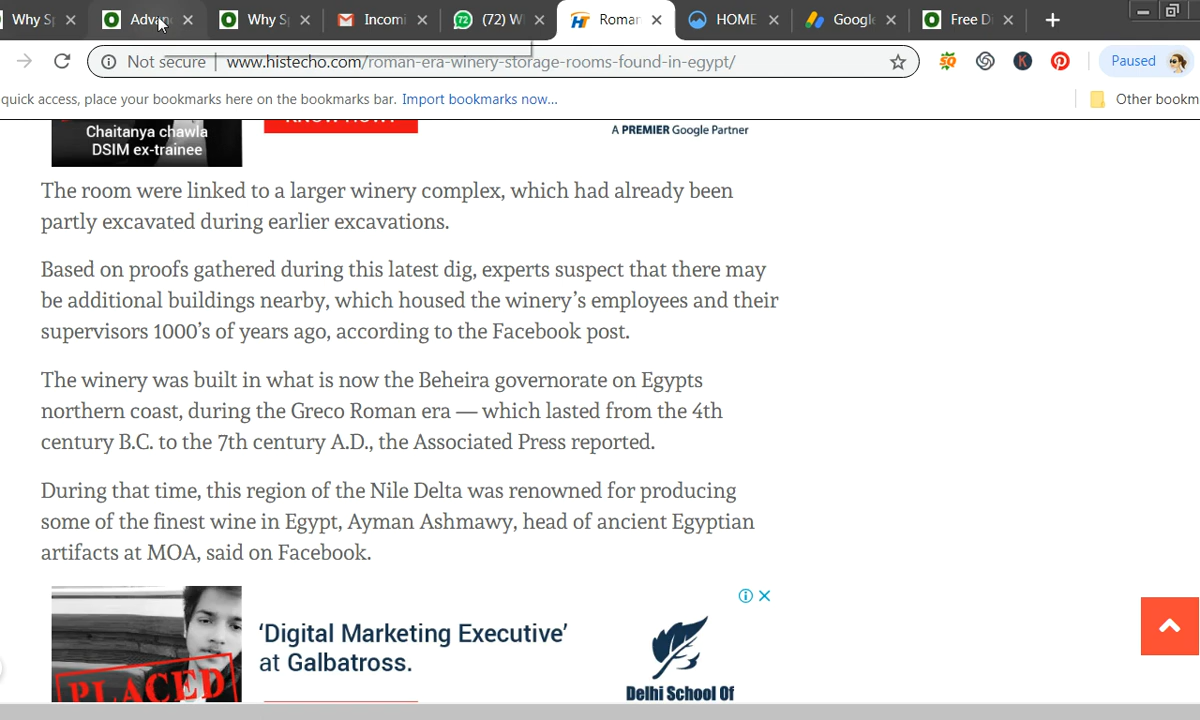 Why Sp
Advan
Why Sp
Incomi
(72) W
Roman
HOME
Google
Free D
Not secure | www.histecho.com/roman-era-winery-storage-rooms-found-in-egypt/
Paused
quick access, place your bookmarks here on the bookmarks bar. Import bookmarks now...
Other bookm
Chaitanya chawla
DSIM ex-trainee
KNOW HOW!
A PREMIER Google Partner
The room were linked to a larger winery complex, which had already been
partly excavated during earlier excavations.
Based on proofs gathered during this latest dig, experts suspect that there may
be additional buildings nearby, which housed the winery's employees and their
supervisors 1000's of years ago, according to the Facebook post.
The winery was built in what is now the Beheira governorate on Egypts
northern coast, during the Greco Roman era — which lasted from the 4th
century B.C. to the 7th century A.D., the Associated Press reported.
During that time, this region of the Nile Delta was renowned for producing
some of the finest wine in Egypt, Ayman Ashmawy, head of ancient Egyptian
artifacts at MOA, said on Facebook.
PLACED
'Digital Marketing Executive'
at Galbatross.
Delhi School Of